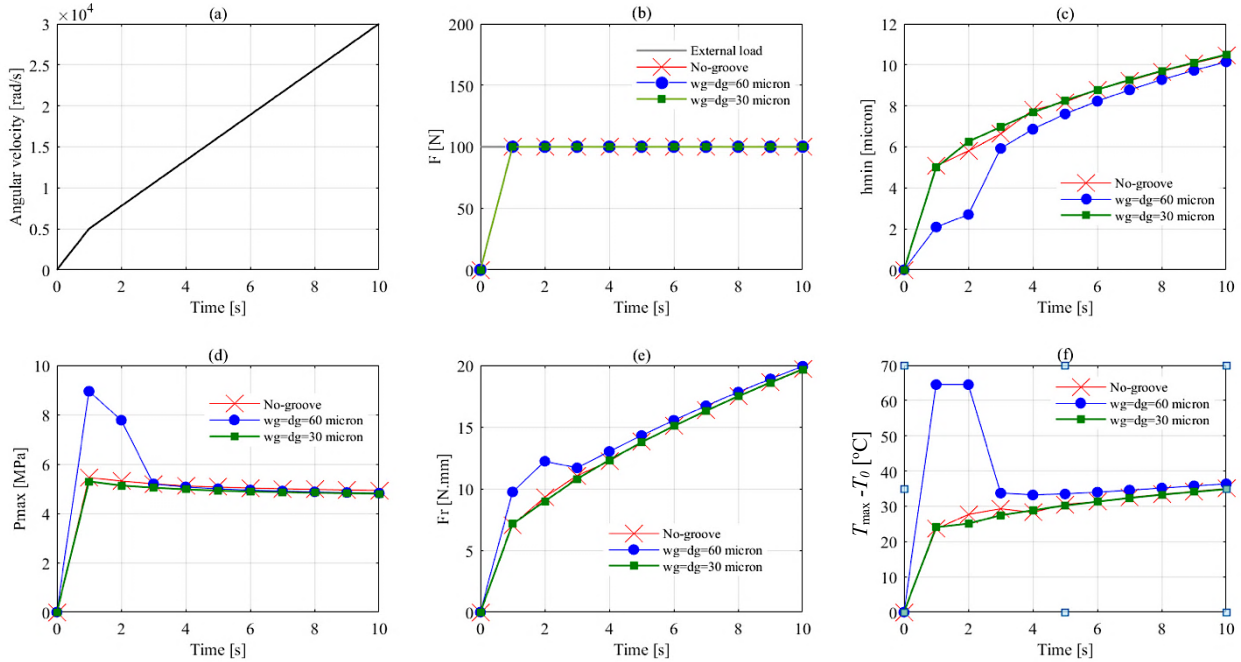 (a)
×10⁴
3
2.5
2
1.5
1
0.5
0
Angular velocity [rad/s]
0 2 4 6 8 10
Time [s]
(b)
200
150
100
50
0
F [N]
External load
No-groove
wg=dg=60 micron
wg=dg=30 micron
0 2 4 6 8 10
Time [s]
(c)
12
10
8
6
4
2
0
hmin [micron]
No-groove
wg=dg=60 micron
wg=dg=30 micron
0 2 4 6 8 10
Time [s]
(d)
10
8
6
4
2
0
Pmax [MPa]
No-groove
wg=dg=60 micron
wg=dg=30 micron
0 2 4 6 8 10
Time [s]
(e)
20
15
10
5
0
Fr [N.mm]
No-groove
wg=dg=60 micron
wg=dg=30 micron
0 2 4 6 8 10
Time [s]
(f)
70
60
50
40
30
20
10
0
Tmax -T0 [°C]
No-groove
wg=dg=60 micron
wg=dg=30 micron
0 2 4 6 8 10
Time [s]